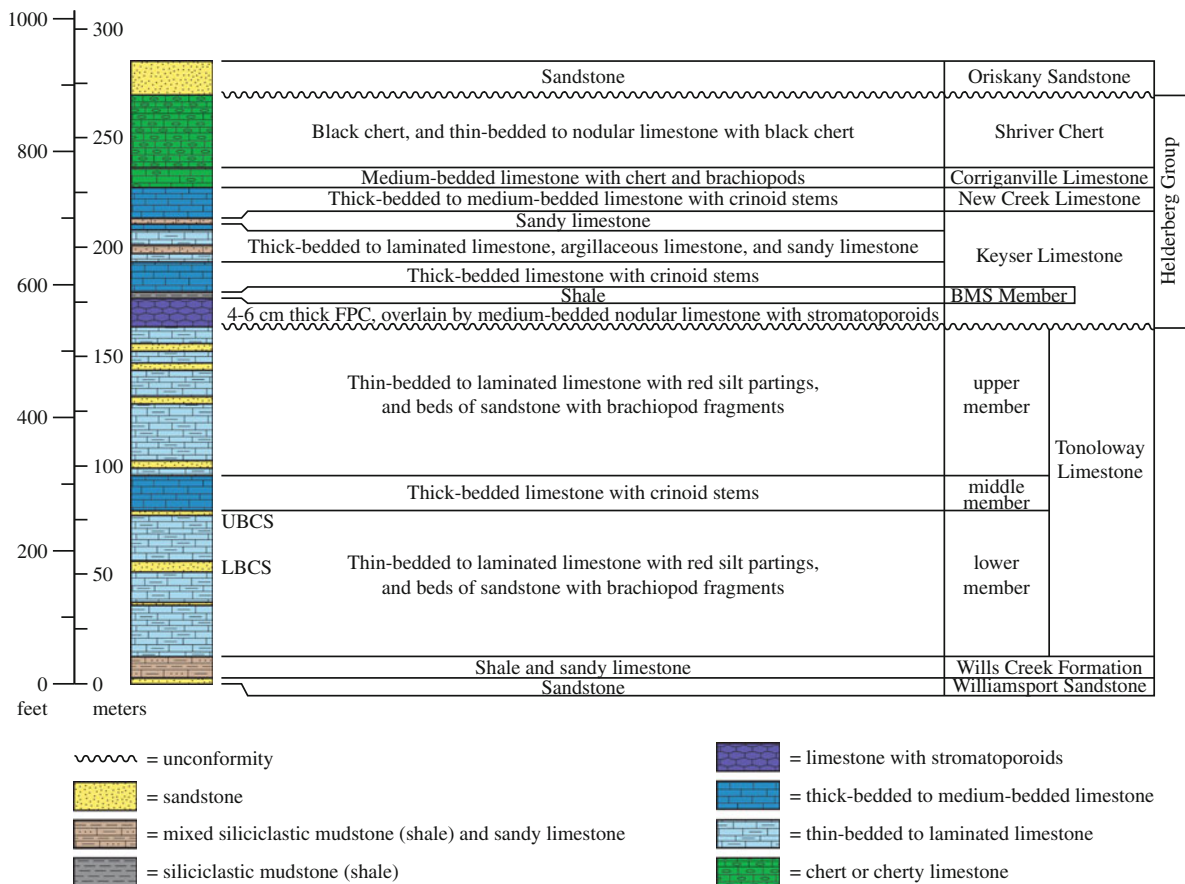 1000
300
Sandstone
Oriskany Sandstone
250
Black chert, and thin-bedded to nodular limestone with black chert
Shriver Chert
800
Medium-bedded limestone with chert and brachiopods
Corriganville Limestone
Thick-bedded to medium-bedded limestone with crinoid stems
New Creek Limestone
Helderberg Group
Sandy limestone
200
Thick-bedded to laminated limestone, argillaceous limestone, and sandy limestone
Keyser Limestone
600
Thick-bedded limestone with crinoid stems
Shale
BMS Member
4-6 cm thick FPC, overlain by medium-bedded nodular limestone with stromatoporoids
150
Thin-bedded to laminated limestone with red silt partings,
and beds of sandstone with brachiopod fragments
upper
member
400
Tonoloway
Limestone
100
Thick-bedded limestone with crinoid stems
middle
member
UBCS
200
LBCS
50
Thin-bedded to laminated limestone with red silt partings,
and beds of sandstone with brachiopod fragments
lower
member
Shale and sandy limestone
Wills Creek Formation
0
0
Sandstone
Williamsport Sandstone
feet
meters
= unconformity
= sandstone
= mixed siliciclastic mudstone (shale) and sandy limestone
= siliciclastic mudstone (shale)
= limestone with stromatoporoids
= thick-bedded to medium-bedded limestone
= thin-bedded to laminated limestone
= chert or cherty limestone